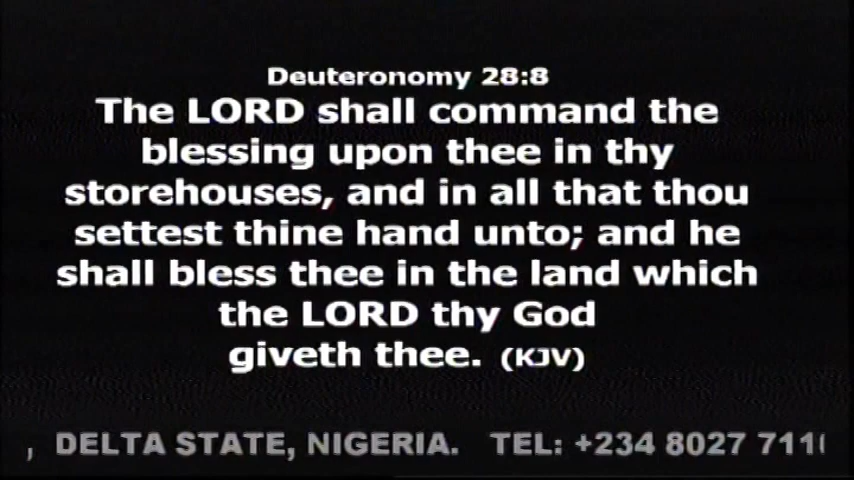 Deuteronomy 28:8
The LORD shall command the
blessing upon thee in thy
storehouses, and in all that thou
settest thine hand unto; and he
shall bless thee in the land which
the LORD thy God
giveth thee. (KJV)
, DELTA STATE, NIGERIA. TEL: +234 8027 711